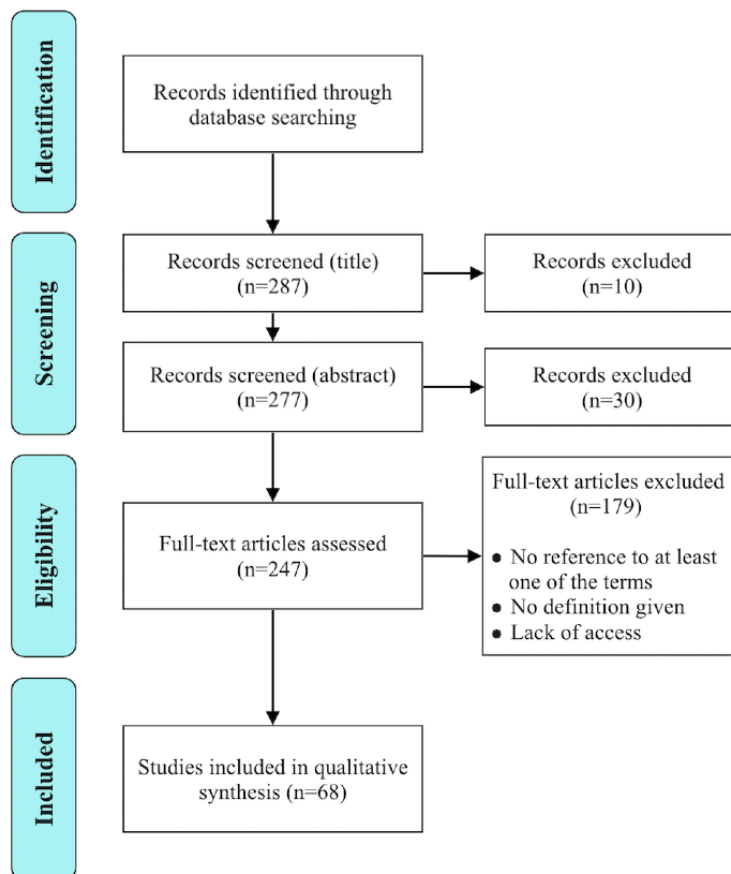 Identification
Records identified through
database searching
Screening
Records screened (title)
(n=287)
Records excluded
(n=10)
Records screened (abstract)
(n=277)
Records excluded
(n=30)
Eligibility
Full-text articles assessed
(n=247)
Full-text articles excluded
(n=179)
● No reference to at least
one of the terms
● No definition given
● Lack of access
Included
Studies included in qualitative
synthesis (n=68)